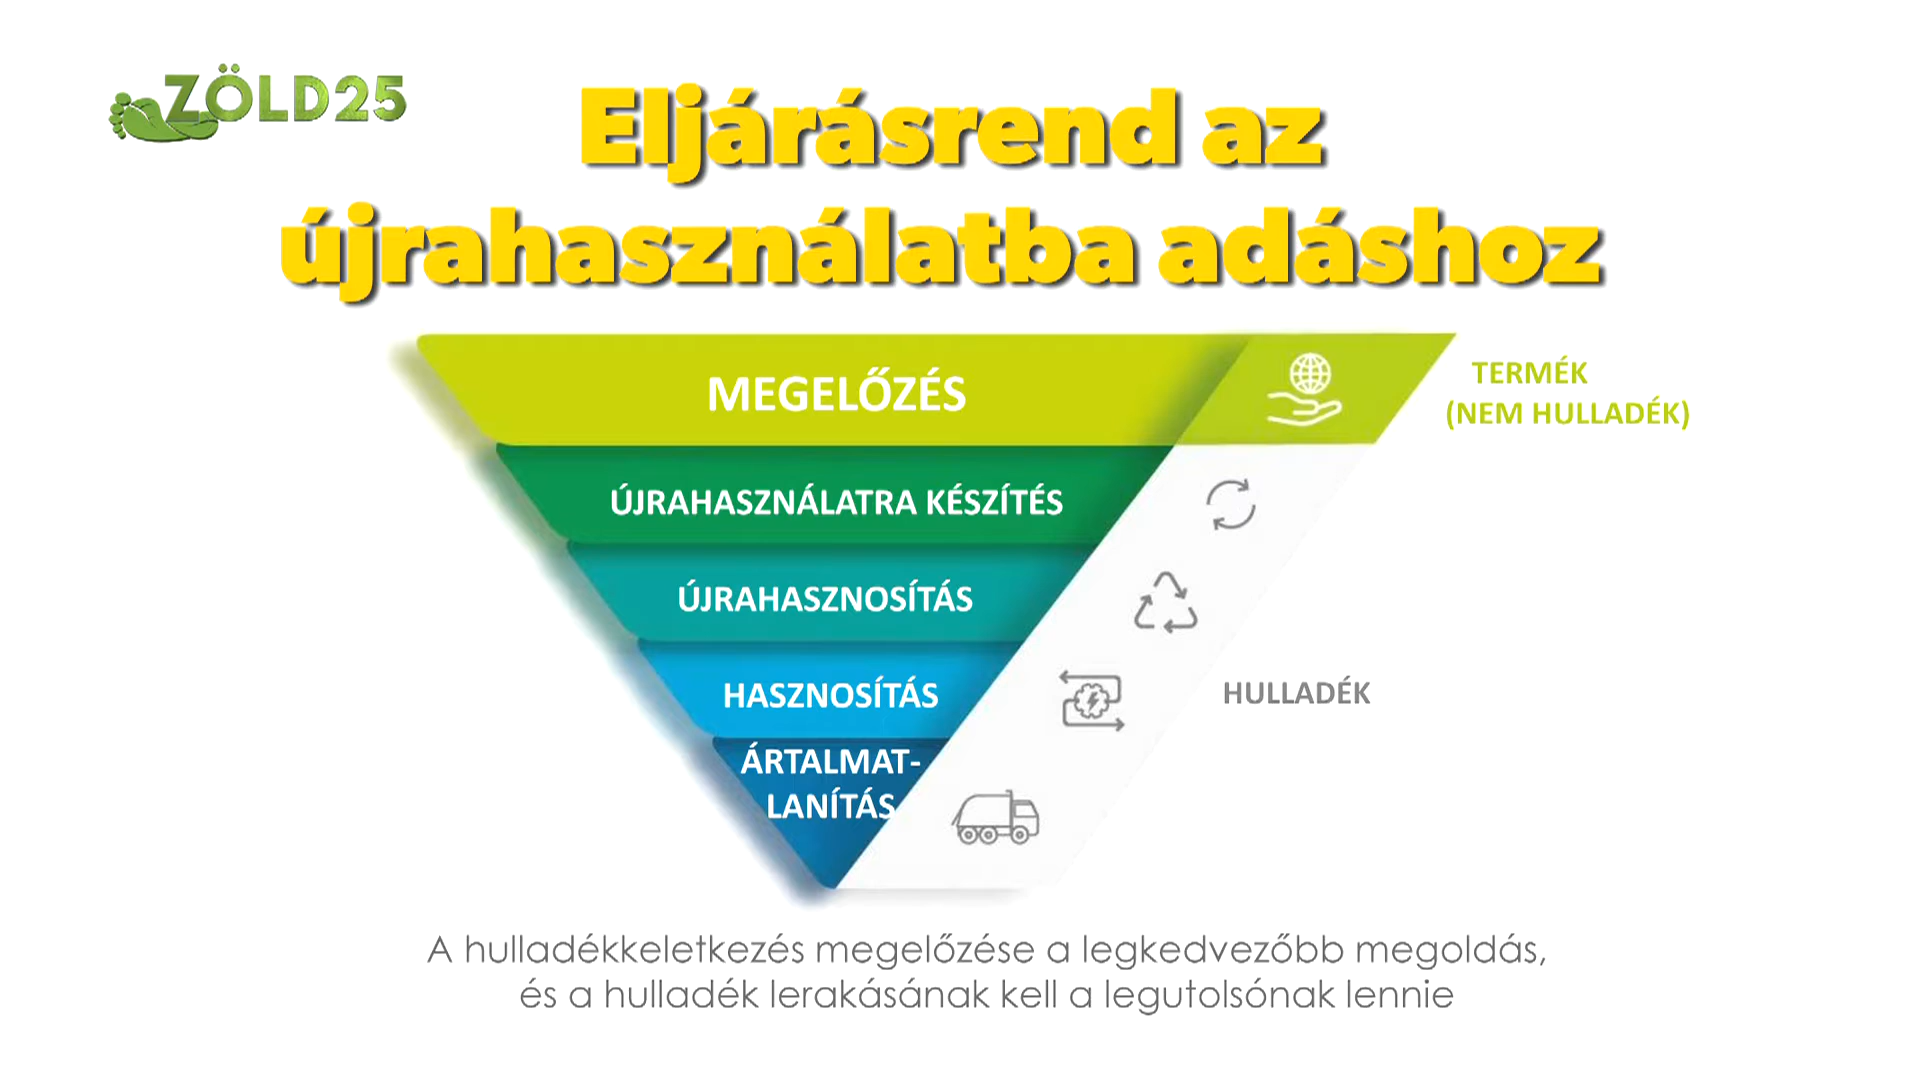 ZÖLD25
Eljárásrend az
újrahasználatba adáshoz
MEGELŐZÉS
TERMÉK
(NEM HULLADÉK)
ÚJRAHASZNÁLATRA KÉSZÍTÉS
ÚJRAHASZNOSÍTÁS
HASZNOSÍTÁS
HULLADÉK
ÁRTALMAT-
LANÍTÁS
A hulladékkeletkezés megelőzése a legkedvezőbb megoldás,
és a hulladék lerakásának kell a legutolsónak lennie